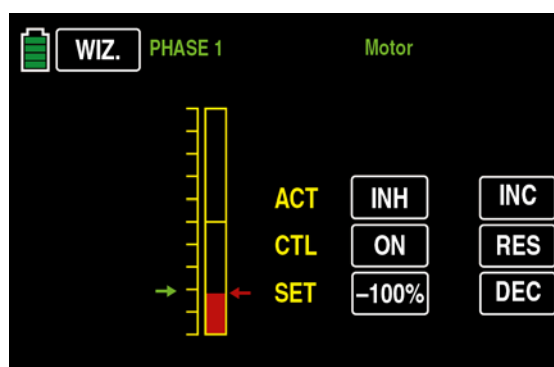 WIZ. PHASE 1 Motor
ACT INH INC
CTL ON RES
SET –100% DEC